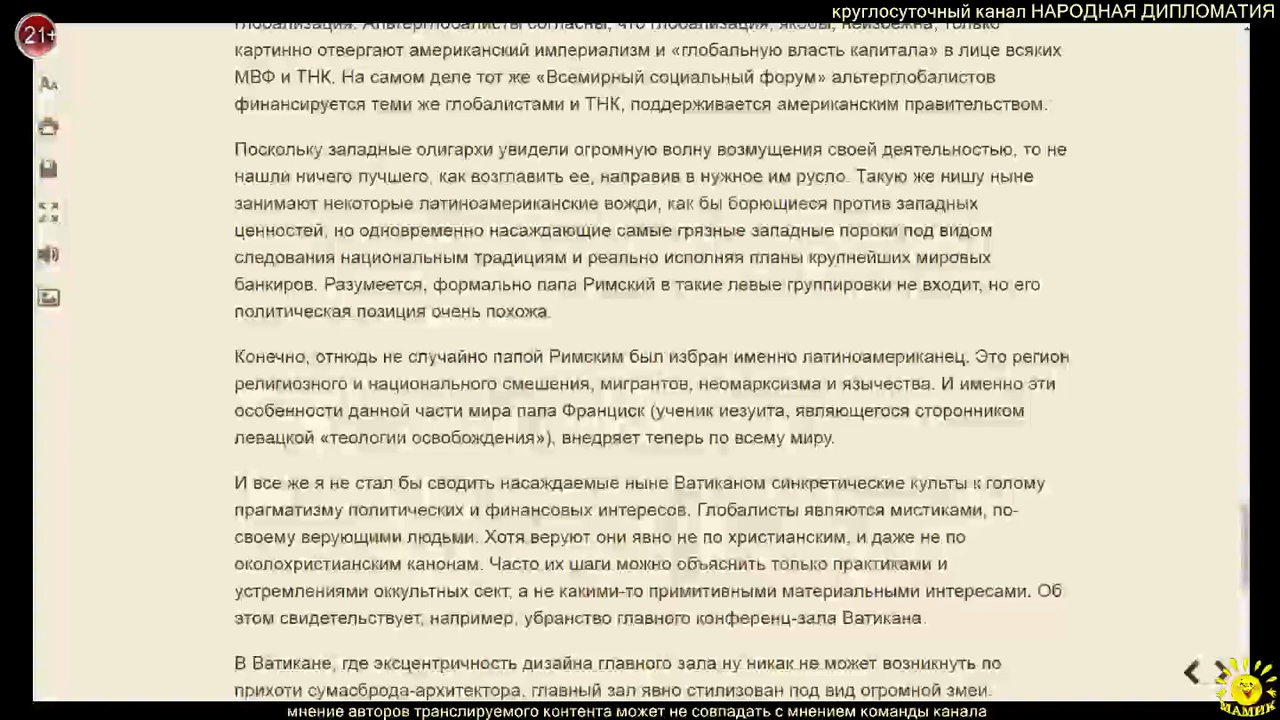 круглосуточный канал НАРОДНАЯ ДИПЛОМАТИЯ
21+
глобализация. Альтерглобалисты согласны, что глобализация, якобы, неизбежна, только
картинно отвергают американский империализм и «глобальную власть капитала» в лице всяких
МВФ и ТНК. На самом деле тот же «Всемирный социальный форум» альтерглобалистов
финансируется теми же глобалистами и ТНК, поддерживается американским правительством.
Поскольку западные олигархи увидели огромную волну возмущения своей деятельностью, то не
нашли ничего лучшего, как возглавить ее, направив в нужное им русло. Такую же нишу ныне
занимают некоторые латиноамериканские вожди, как бы борющиеся против западных
ценностей, но одновременно насаждающие самые грязные западные пороки под видом
следования национальным традициям и реально исполняя планы крупнейших мировых
банкиров. Разумеется, формально папа Римский в такие левые группировки не входит, но его
политическая позиция очень похожа.
Конечно, отнюдь не случайно папой Римским был избран именно латиноамериканец. Это регион
религиозного и национального смешения, мигрантов, неомарксизма и язычества. И именно эти
особенности данной части мира папа Франциск (ученик иезуита, являющегося сторонником
левацкой «теологии освобождения»), внедряет теперь по всему миру.
И все же я не стал бы сводить насаждаемые ныне Ватиканом синкретические культы к голому
прагматизму политических и финансовых интересов. Глобалисты являются мистиками, по-
своему верующими людьми. Хотя веруют они явно не по христианским, и даже не по
околохристианским канонам. Часто их шаги можно объяснить только практиками и
устремлениями оккультных сект, а не какими-то примитивными материальными интересами. Об
этом свидетельствует, например, убранство главного конференц-зала Ватикана.
В Ватикане, где эксцентричность дизайна главного зала ну никак не может возникнуть по
прихоти сумасброда-архитектора, главный зал явно стилизован под вид огромной змеи.
МАМИК
мнение авторов транслируемого контента может не совпадать с мнением команды канала